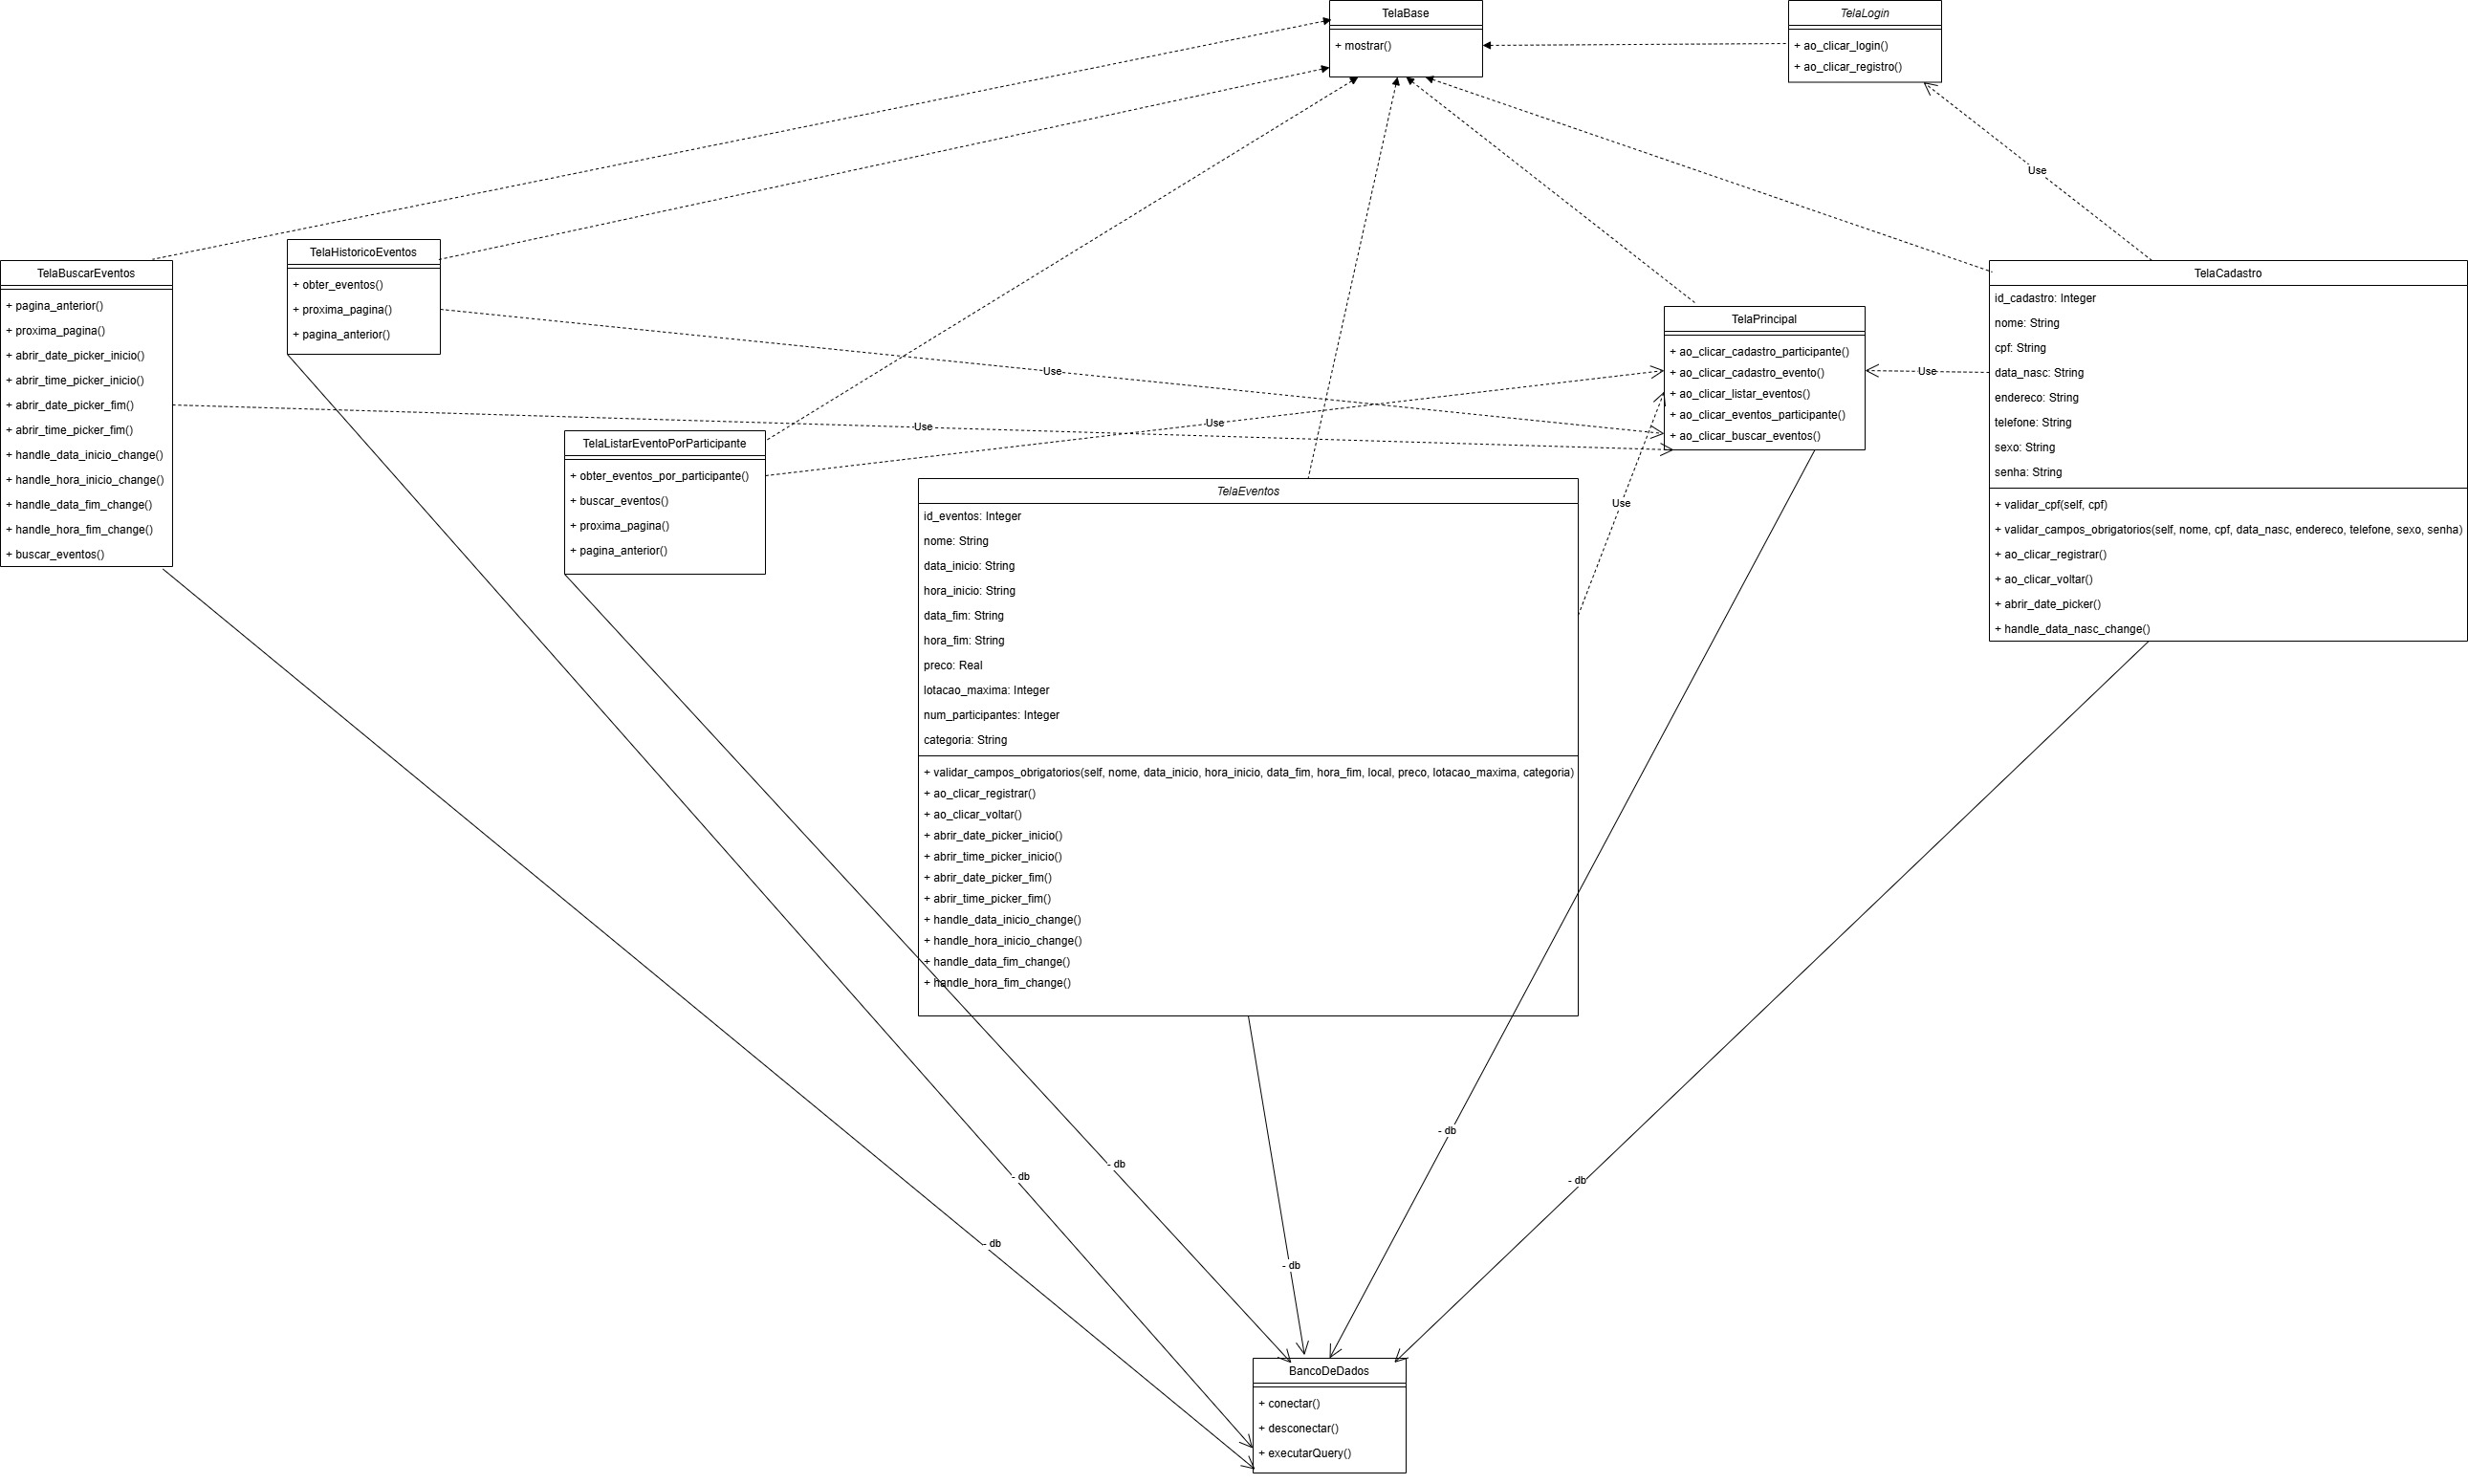 TelaBase
+ mostrar()
TelaLogin
+ ao_clicar_login()
+ ao_clicar_registro()
Use
TelaHistoricoEventos
+ obter_eventos()
+ proxima_pagina()
+ pagina_anterior()
TelaBuscarEventos
+ pagina_anterior()
+ proxima_pagina()
+ abrir_date_picker_inicio()
+ abrir_time_picker_inicio()
+ abrir_date_picker_fim()
+ abrir_time_picker_fim()
+ handle_data_inicio_change()
+ handle_hora_inicio_change()
+ handle_data_fim_change()
+ handle_hora_fim_change()
+ buscar_eventos()
TelaPrincipal
+ ao_clicar_cadastro_participante()
+ ao_clicar_cadastro_evento()
+ ao_clicar_listar_eventos()
+ ao_clicar_eventos_participante()
+ ao_clicar_buscar_eventos()
TelaCadastro
id_cadastro: Integer
nome: String
cpf: String
data_nasc: String
endereco: String
telefone: String
sexo: String
senha: String
+ validar_cpf(self, cpf)
+ validar_campos_obrigatorios(self, nome, cpf, data_nasc, endereco, telefone, sexo, senha)
+ ao_clicar_registrar()
+ ao_clicar_voltar()
+ abrir_date_picker()
+ handle_data_nasc_change()
Use
Use
Use
Use
Use
TelaListarEventoPorParticipante
+ obter_eventos_por_participante()
+ buscar_eventos()
+ proxima_pagina()
+ pagina_anterior()
TelaEventos
id_eventos: Integer
nome: String
data_inicio: String
hora_inicio: String
data_fim: String
hora_fim: String
preco: Real
lotacao_maxima: Integer
num_participantes: Integer
categoria: String
+ validar_campos_obrigatorios(self, nome, data_inicio, hora_inicio, data_fim, hora_fim, local, preco, lotacao_maxima, categoria)
+ ao_clicar_registrar()
+ ao_clicar_voltar()
+ abrir_date_picker_inicio()
+ abrir_time_picker_inicio()
+ abrir_date_picker_fim()
+ abrir_time_picker_fim()
+ handle_data_inicio_change()
+ handle_hora_inicio_change()
+ handle_data_fim_change()
+ handle_hora_fim_change()
- db
- db
- db
- db
- db
- db
BancoDeDados
+ conectar()
+ desconectar()
+ executarQuery()